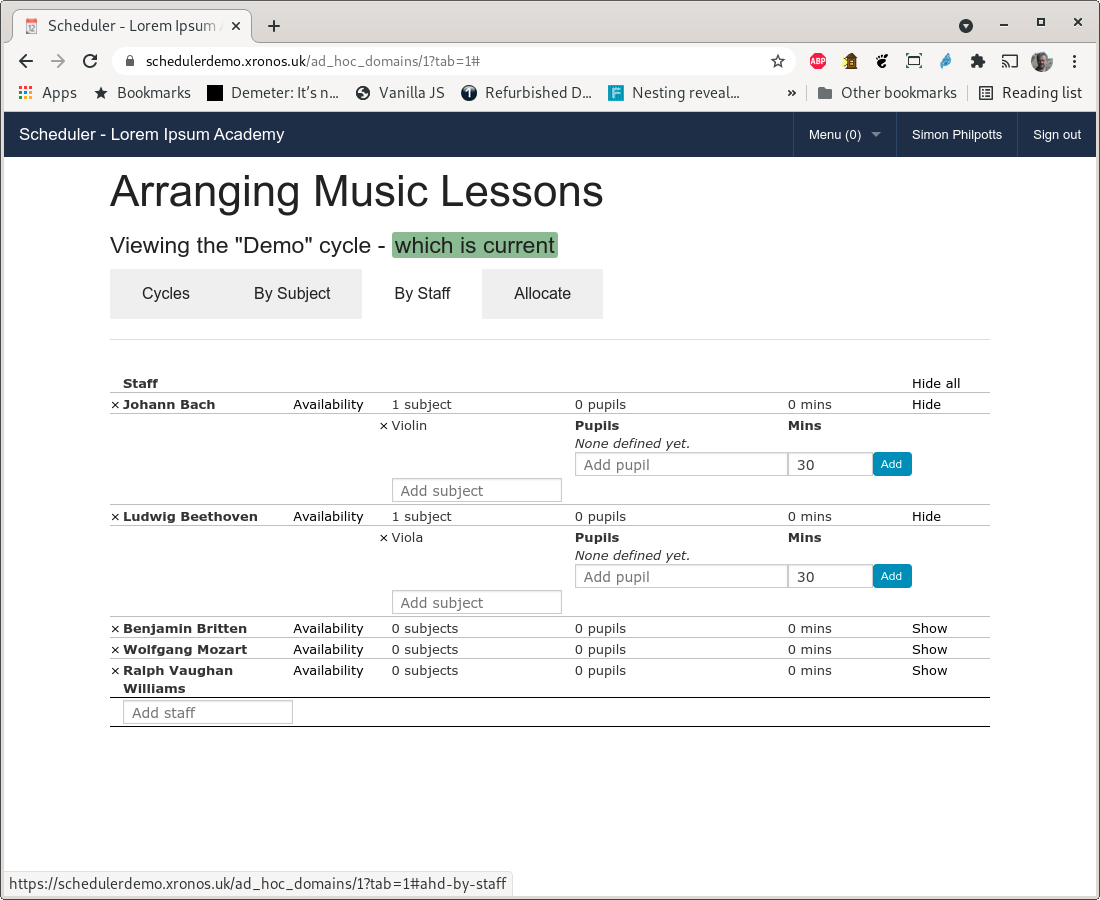 Scheduler - Lorem Ipsum A
schedulerdemo.xronos.uk/ad_hoc_domains/1?tab=1#
ABP
Apps Bookmarks Demeter: It's n... Vanilla JS Refurbished D... Nesting reveal... » Other bookmarks Reading list
Scheduler - Lorem Ipsum Academy Menu (0) Simon Philpotts Sign out
Arranging Music Lessons
Viewing the "Demo" cycle - which is current
Cycles By Subject By Staff Allocate
Staff Hide all
× Johann Bach Availability 1 subject 0 pupils 0 mins Hide
× Violin Pupils Mins
None defined yet.
Add pupil 30 Add
Add subject
× Ludwig Beethoven Availability 1 subject 0 pupils 0 mins Hide
× Viola Pupils Mins
None defined yet.
Add pupil 30 Add
Add subject
× Benjamin Britten Availability 0 subjects 0 pupils 0 mins Show
× Wolfgang Mozart Availability 0 subjects 0 pupils 0 mins Show
× Ralph Vaughan Availability 0 subjects 0 pupils 0 mins Show
Williams
Add staff
https://schedulerdemo.xronos.uk/ad_hoc_domains/1?tab=1#ahd-by-staff